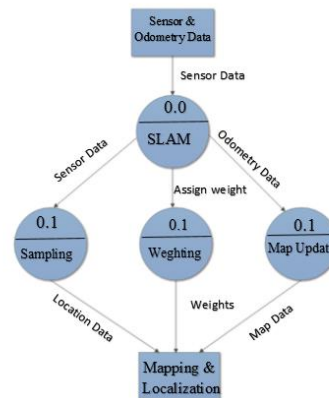 Sensor &
Odometry Data
Sensor Data
0.0
SLAM
Sensor Data
Assign weight
Odometry Data
0.1
Sampling
0.1
Weghting
0.1
Map Updat
Location Data
Weights
Map Data
Mapping &
Localization